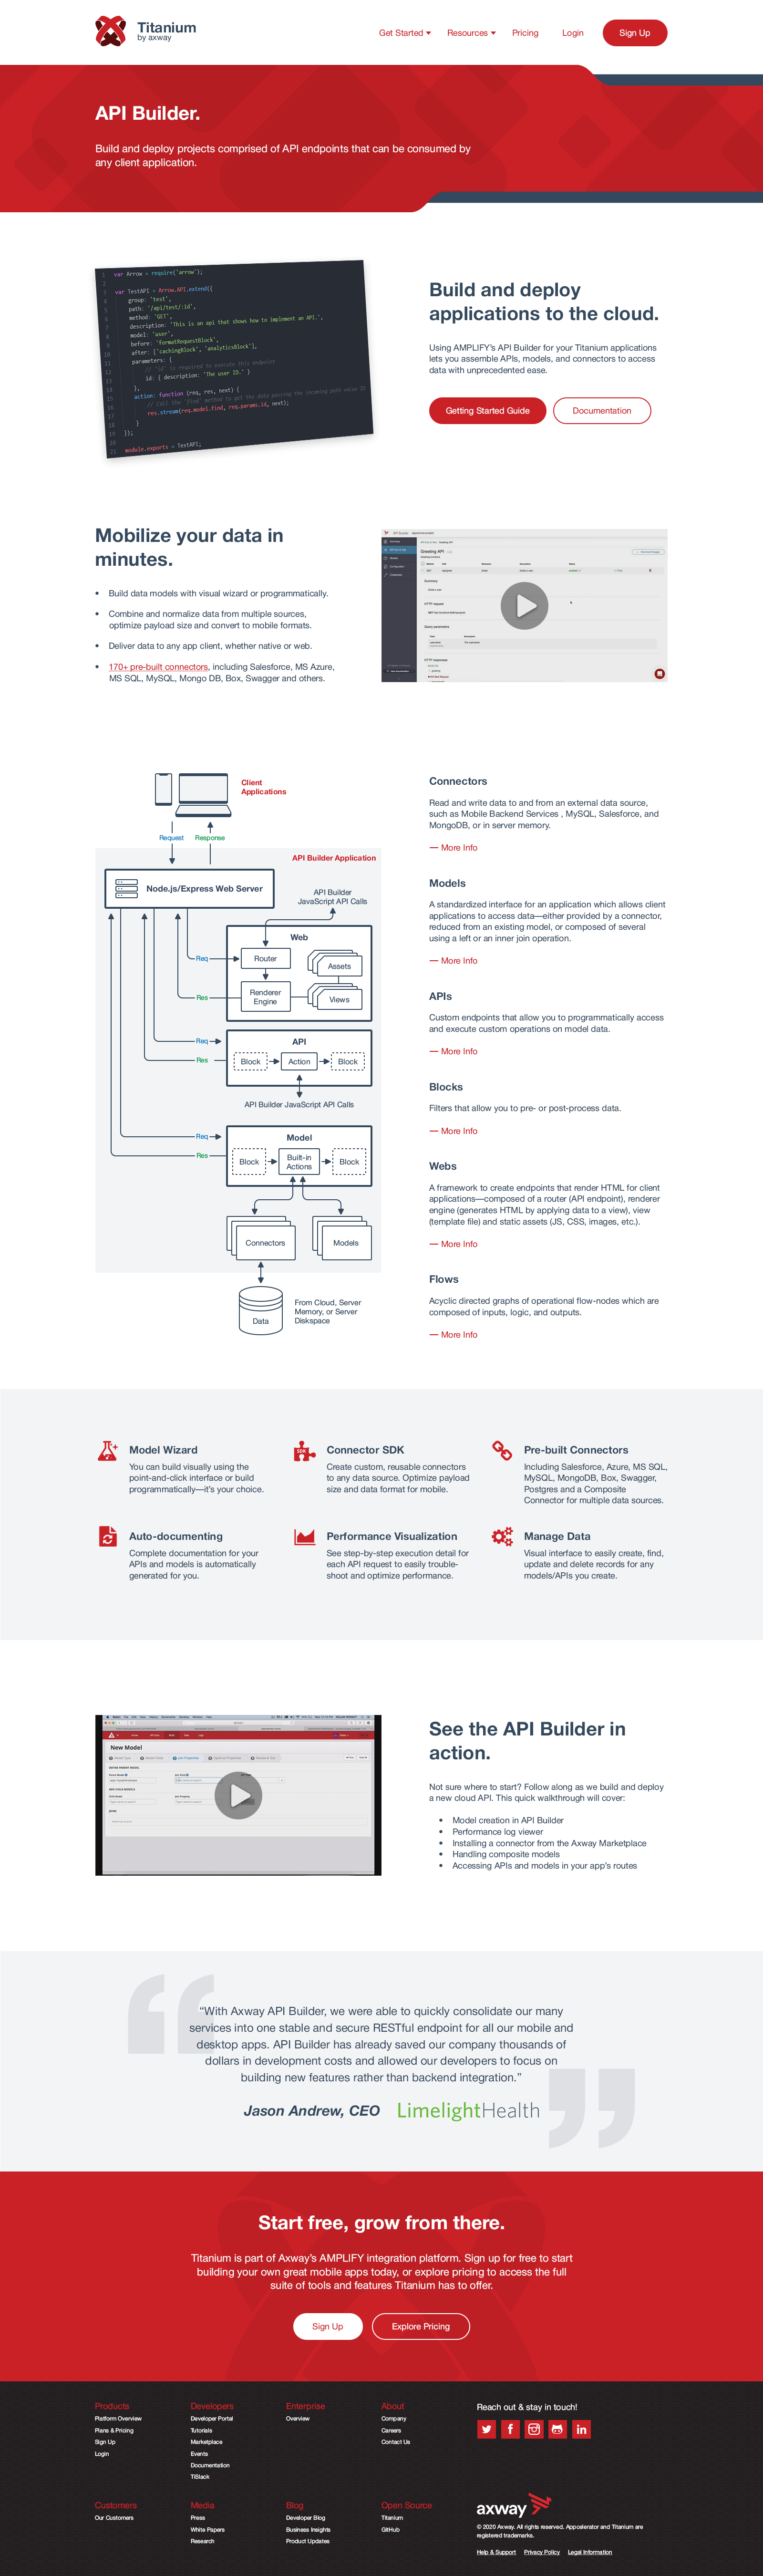 Titanium
by axway
Get Started
Resources
Pricing
Login
Sign Up
API Builder.
Build and deploy projects comprised of API endpoints that can be consumed by
any client application.
1 var Arrow = require('arrow');
2
3 var TestAPI = Arrow.API.extend({
4 group: 'test',
5 path: '/api/test/:id',
6 method: 'GET',
7 description: 'This is an api that shows how to implement an API.',
8 model: 'user',
9 before: 'formatRequestBlock',
10 after: ['cachingBlock', 'analyticsBlock'],
11 parameters: {
12 // 'id' is required to execute this endpoint
13 id: { description: 'The user ID.' }
14 },
15 action: function (req, res, next) {
16 // Call the 'find' method to get the data passing the incoming path value ID
17 res.stream(req.model.find, req.params.id, next);
18 }
19 });
20
21 module.exports = TestAPI;
Build and deploy
applications to the cloud.
Using AMPLIFY's API Builder for your Titanium applications
lets you assemble APIs, models, and connectors to access
data with unprecedented ease.
Getting Started Guide
Documentation
Mobilize your data in
minutes.
• Build data models with visual wizard or programmatically.
• Combine and normalize data from multiple sources,
optimize payload size and convert to mobile formats.
• Deliver data to any app client, whether native or web.
• 170+ pre-built connectors, including Salesforce, MS Azure,
MS SQL, MySQL, Mongo DB, Box, Swagger and others.
Greeting API
Summary
HTTP request
Query parameters
HTTP responses
Client
Applications
Request
Response
API Builder Application
Node.js/Express Web Server
API Builder
JavaScript API Calls
Web
Req
Router
Assets
Res
Renderer
Engine
Views
Req
API
Res
Block
Action
Block
API Builder JavaScript API Calls
Req
Model
Res
Block
Built-in
Actions
Block
Connectors
Models
Data
From Cloud, Server
Memory, or Server
Diskspace
Connectors
Read and write data to and from an external data source,
such as Mobile Backend Services , MySQL, Salesforce, and
MongoDB, or in server memory.
— More Info
Models
A standardized interface for an application which allows client
applications to access data—either provided by a connector,
reduced from an existing model, or composed of several
using a left or an inner join operation.
— More Info
APIs
Custom endpoints that allow you to programmatically access
and execute custom operations on model data.
— More Info
Blocks
Filters that allow you to pre- or post-process data.
— More Info
Webs
A framework to create endpoints that render HTML for client
applications—composed of a router (API endpoint), renderer
engine (generates HTML by applying data to a view), view
(template file) and static assets (JS, CSS, images, etc.).
— More Info
Flows
Acyclic directed graphs of operational flow-nodes which are
composed of inputs, logic, and outputs.
— More Info
Model Wizard
You can build visually using the
point-and-click interface or build
programmatically—it's your choice.
SDK
Connector SDK
Create custom, reusable connectors
to any data source. Optimize payload
size and data format for mobile.
Pre-built Connectors
Including Salesforce, Azure, MS SQL,
MySQL, MongoDB, Box, Swagger,
Postgres and a Composite
Connector for multiple data sources.
Auto-documenting
Complete documentation for your
APIs and models is automatically
generated for you.
Performance Visualization
See step-by-step execution detail for
each API request to easily trouble-
shoot and optimize performance.
Manage Data
Visual interface to easily create, find,
update and delete records for any
models/APIs you create.
New Model
See the API Builder in
action.
Not sure where to start? Follow along as we build and deploy
a new cloud API. This quick walkthrough will cover:
• Model creation in API Builder
• Performance log viewer
• Installing a connector from the Axway Marketplace
• Handling composite models
• Accessing APIs and models in your app's routes
“With Axway API Builder, we were able to quickly consolidate our many
services into one stable and secure RESTful endpoint for all our mobile and
desktop apps. API Builder has already saved our company thousands of
dollars in development costs and allowed our developers to focus on
building new features rather than backend integration.”
Jason Andrew, CEO
LimelightHealth
Start free, grow from there.
Titanium is part of Axway's AMPLIFY integration platform. Sign up for free to start
building your own great mobile apps today, or explore pricing to access the full
suite of tools and features Titanium has to offer.
Sign Up
Explore Pricing
Products
Platform Overview
Plans & Pricing
Sign Up
Login
Developers
Developer Portal
Tutorials
Marketplace
Events
Documentation
TiSlack
Enterprise
Overview
About
Company
Careers
Contact Us
Reach out & stay in touch!
Customers
Our Customers
Media
Press
White Papers
Research
Blog
Developer Blog
Business Insights
Product Updates
Open Source
Titanium
GitHub
axway
© 2020 Axway. All rights reserved. Appcelerator and Titanium are
registered trademarks.
Help & Support
Privacy Policy
Legal Information